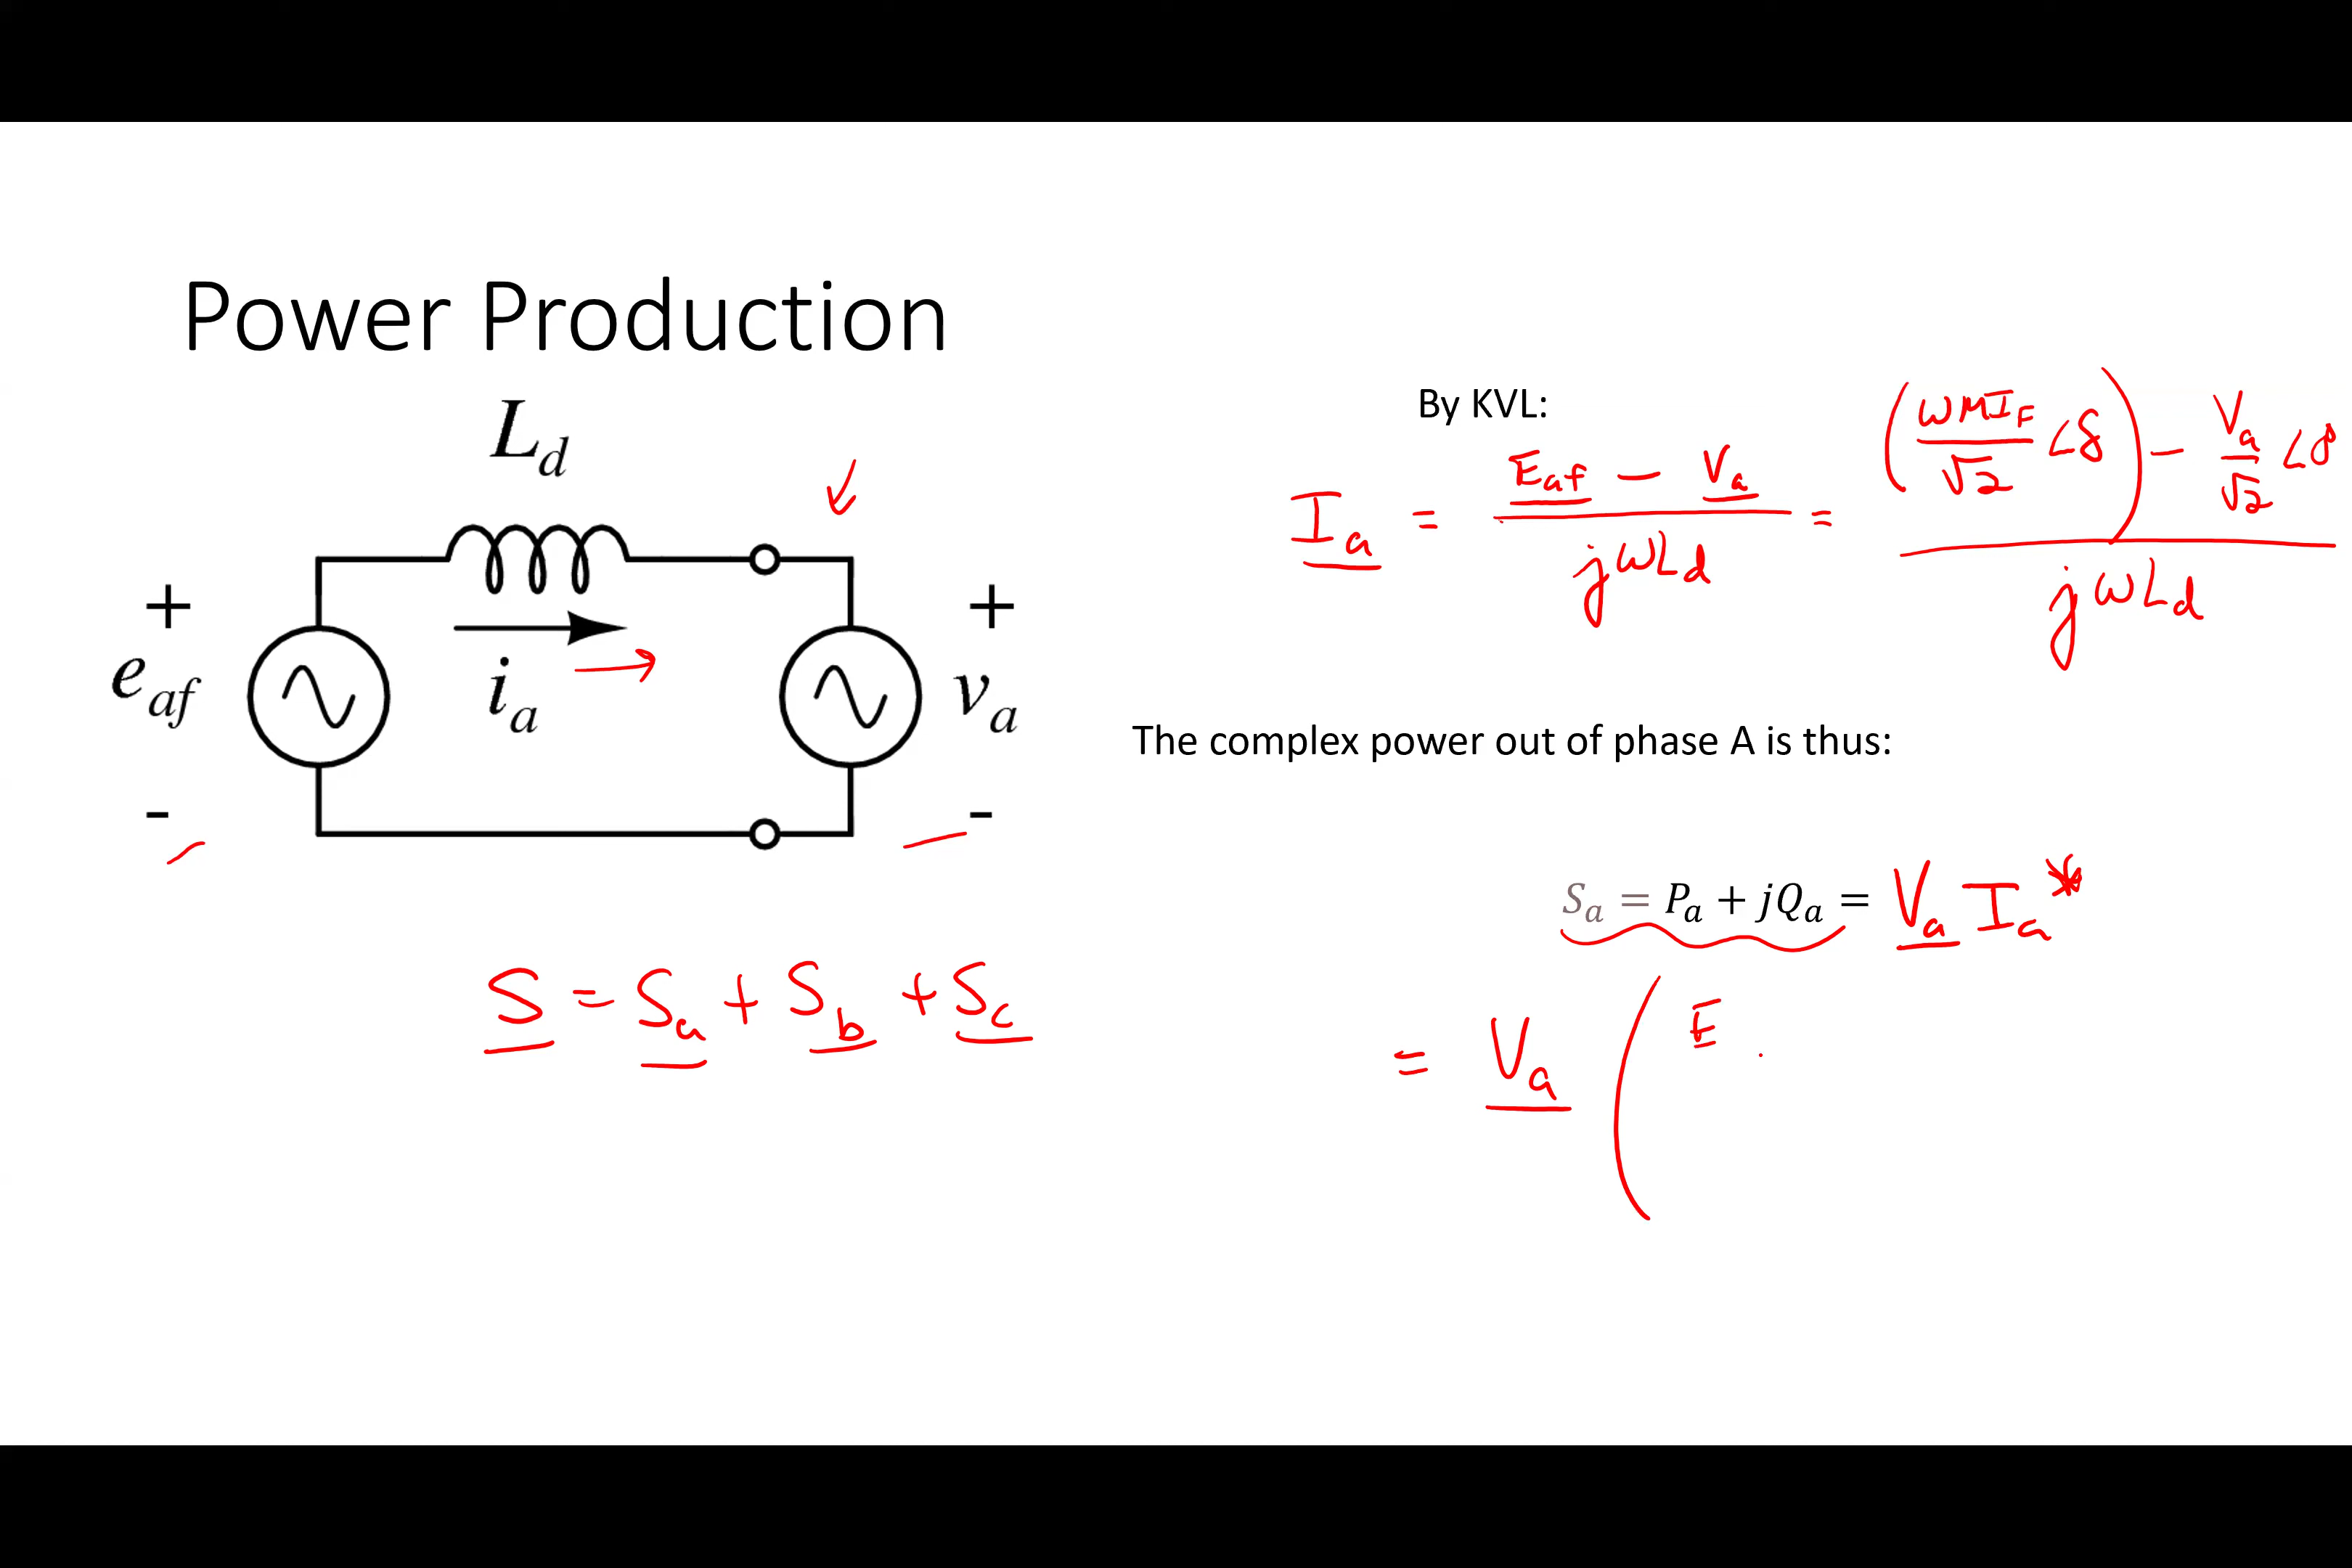 Power Production
L_d
+ e_af -
i_a
+ v_a -
S = S_a + S_b + S_c
By KVL:
I_a = (E_af - V_a) / (jωL_d) = ((ωMI_F/√2 ∠δ) - V_a/√2 ∠0) / (jωL_d)
The complex power out of phase A is thus:
S_a = P_a + jQ_a = V_a I_a*
= V_a ( E